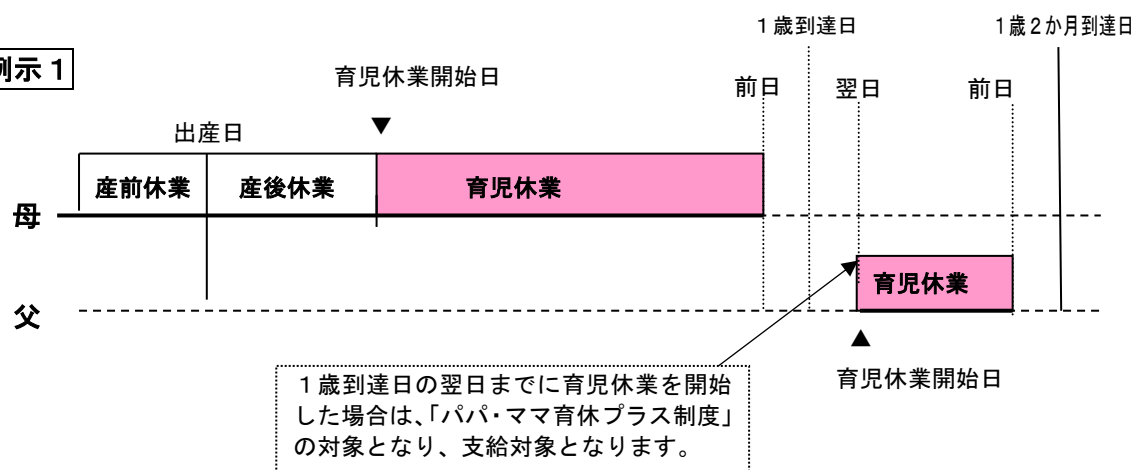 1歳到達日
1歳2か月到達日
例示1
育児休業開始日
前日
翌日
前日
▼
出産日
産前休業
産後休業
育児休業
母
育児休業
父
▲
育児休業開始日
1歳到達日の翌日までに育児休業を開始
した場合は、「パパ・ママ育休プラス制度」
の対象となり、支給対象となります。